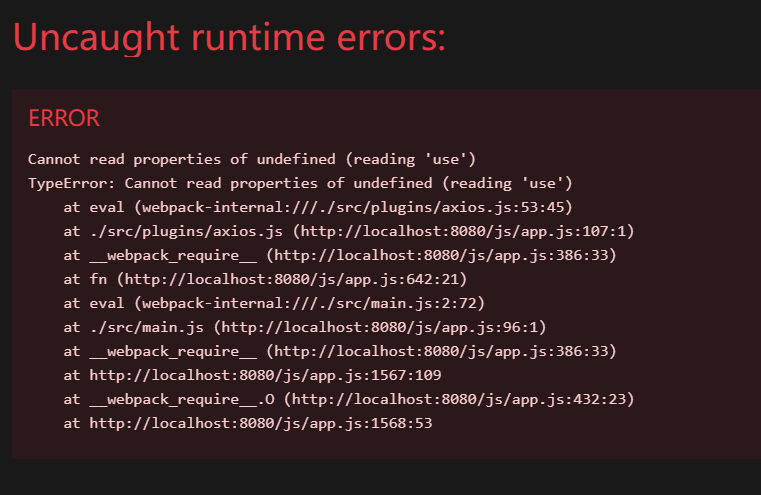 Uncaught runtime errors:
ERROR
Cannot read properties of undefined (reading 'use')
TypeError: Cannot read properties of undefined (reading 'use')
at eval (webpack-internal:///./src/plugins/axios.js:53:45)
at ./src/plugins/axios.js (http://localhost:8080/js/app.js:107:1)
at __webpack_require__ (http://localhost:8080/js/app.js:386:33)
at fn (http://localhost:8080/js/app.js:642:21)
at eval (webpack-internal:///./src/main.js:2:72)
at ./src/main.js (http://localhost:8080/js/app.js:96:1)
at __webpack_require__ (http://localhost:8080/js/app.js:386:33)
at http://localhost:8080/js/app.js:1567:109
at __webpack_require__.O (http://localhost:8080/js/app.js:432:23)
at http://localhost:8080/js/app.js:1568:53